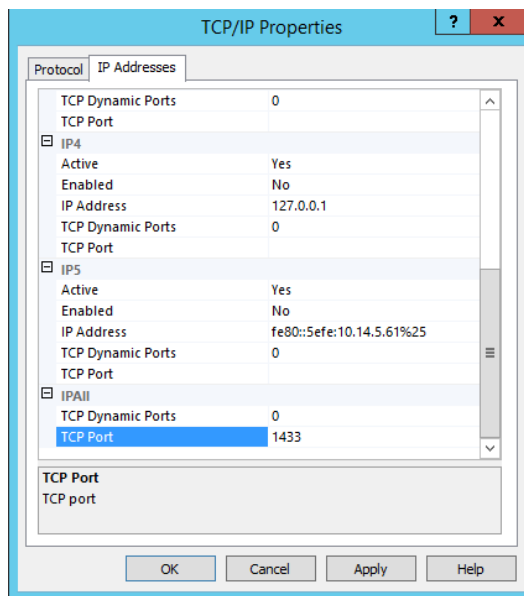 TCP/IP Properties
? x
Protocol IP Addresses
TCP Dynamic Ports 0
TCP Port
IP4
Active Yes
Enabled No
IP Address 127.0.0.1
TCP Dynamic Ports 0
TCP Port
IP5
Active Yes
Enabled No
IP Address fe80::5efe:10.14.5.61%25
TCP Dynamic Ports 0
TCP Port
IPAll
TCP Dynamic Ports 0
TCP Port 1433
TCP Port
TCP port
OK Cancel Apply Help